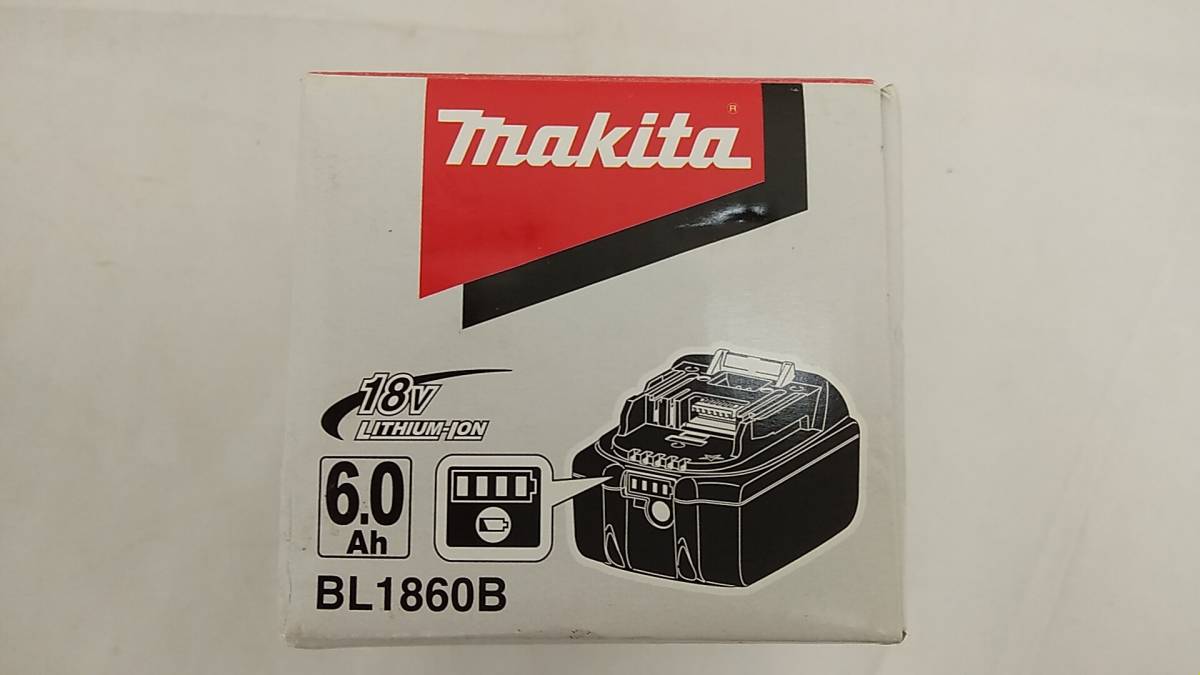 makita®
18V
LITHIUM-ION
6.0
Ah
BL1860B